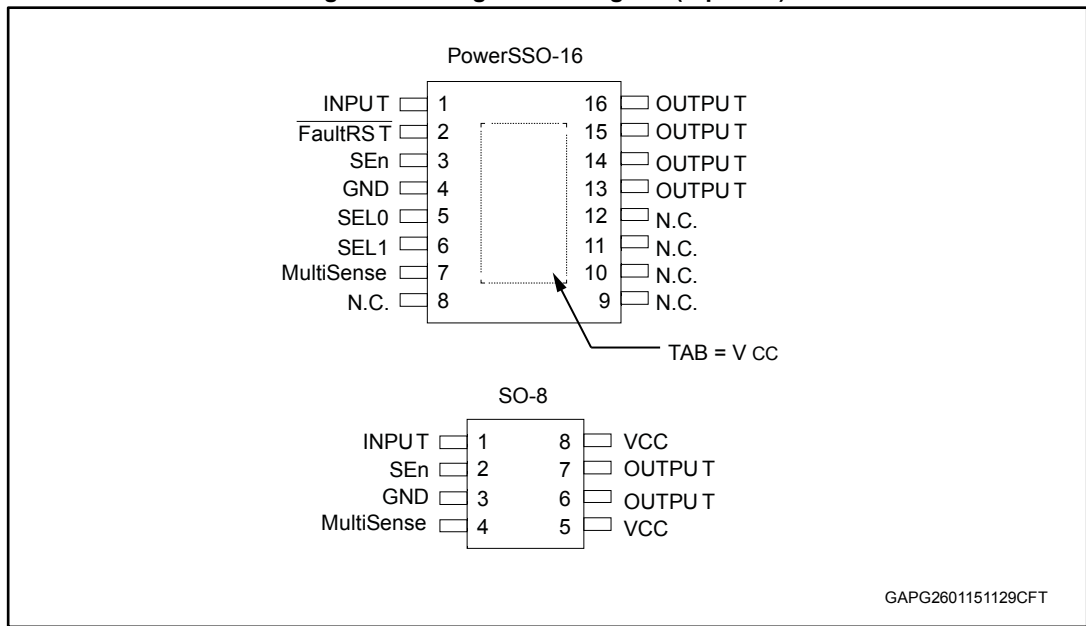 PowerSSO-16
INPUT 1 16 OUTPUT
FaultRST 2 15 OUTPUT
SEn 3 14 OUTPUT
GND 4 13 OUTPUT
SEL0 5 12 N.C.
SEL1 6 11 N.C.
MultiSense 7 10 N.C.
N.C. 8 9 N.C.
TAB = VCC
SO-8
INPUT 1 8 VCC
SEn 2 7 OUTPUT
GND 3 6 OUTPUT
MultiSense 4 5 VCC
GAPG2601151129CFT